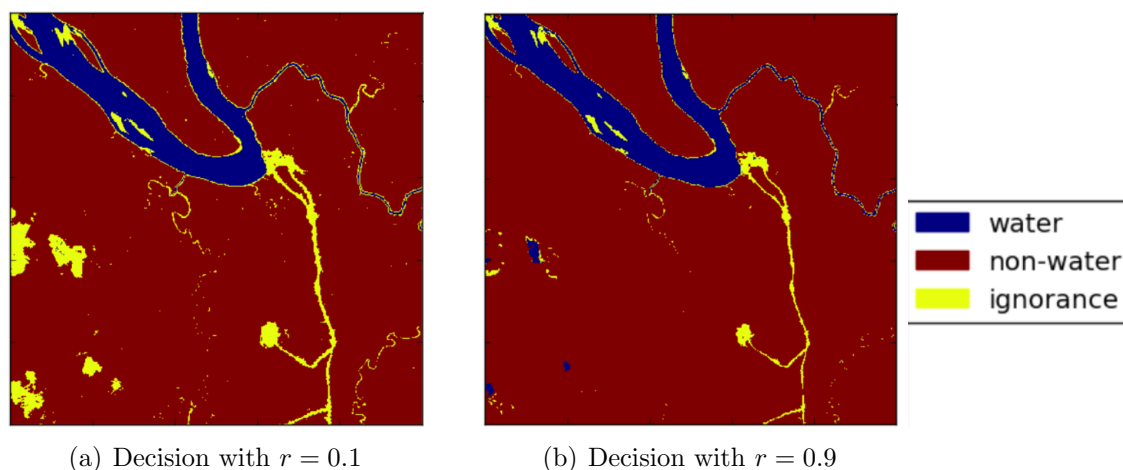 water
non-water
ignorance
(a) Decision with r = 0.1
(b) Decision with r = 0.9